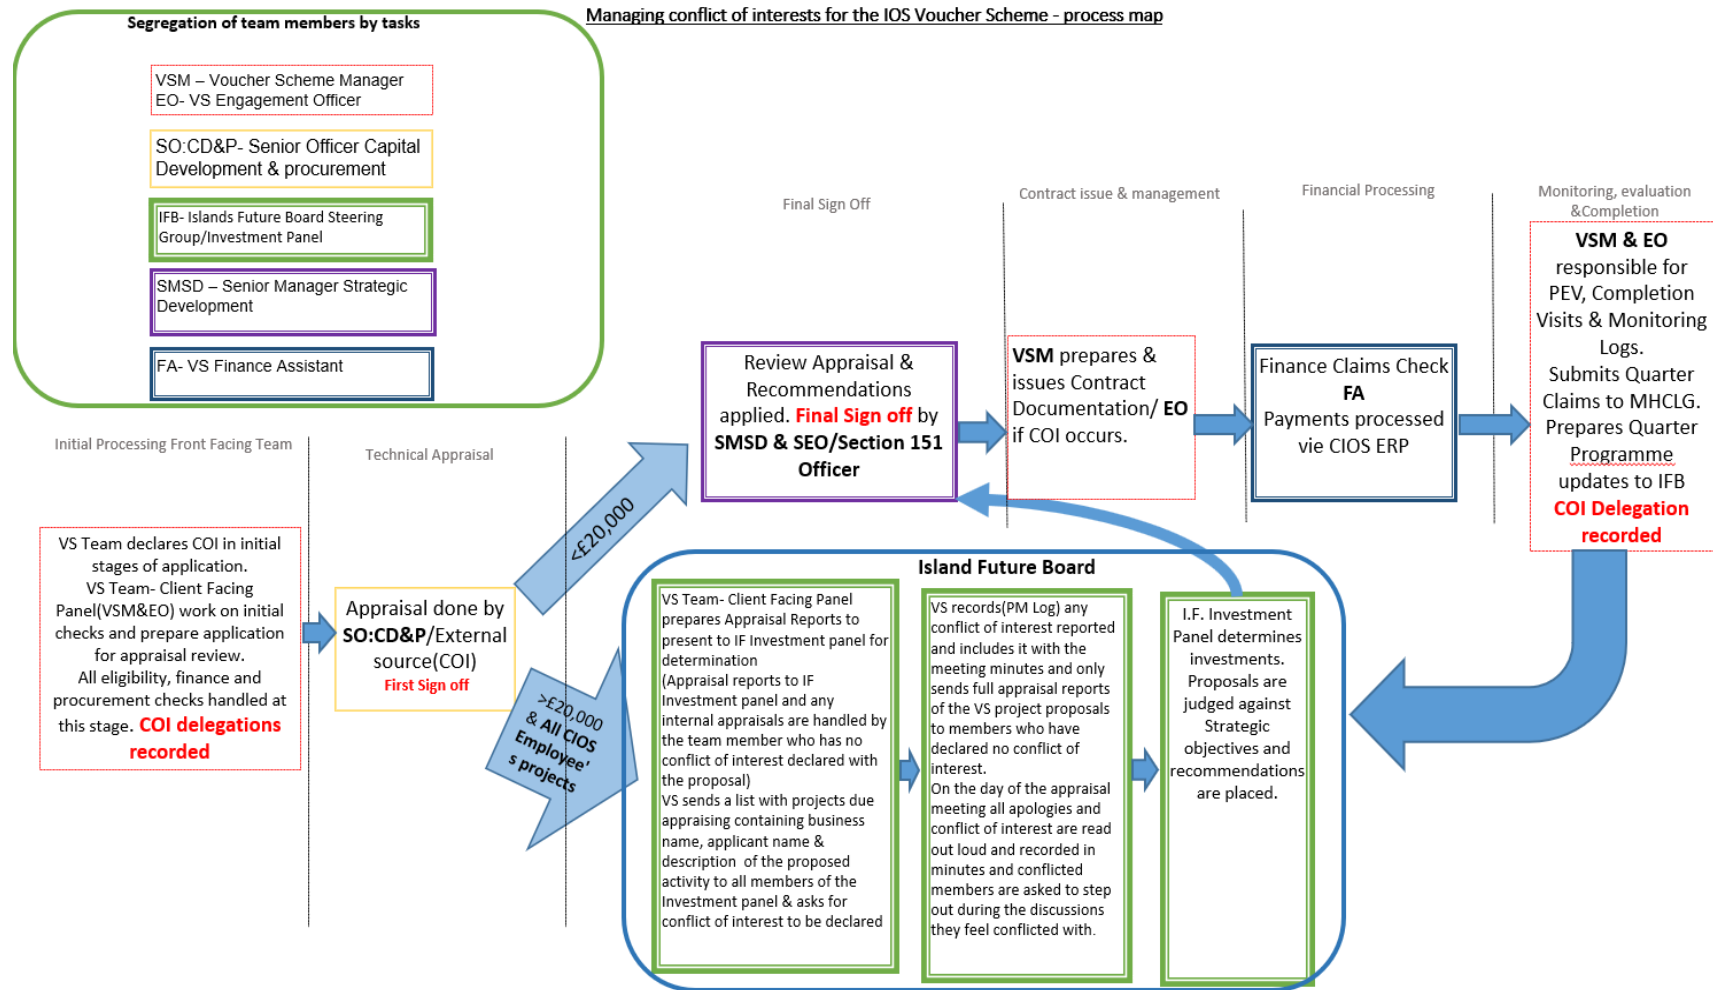 Managing conflict of interests for the IOS Voucher Scheme - process map
Segregation of team members by tasks
VSM – Voucher Scheme Manager
EO- VS Engagement Officer
SO:CD&P- Senior Officer Capital
Development & procurement
IFB- Islands Future Board Steering
Group/Investment Panel
SMSD – Senior Manager Strategic
Development
FA- VS Finance Assistant
Initial Processing Front Facing Team
VS Team declares COI in initial
stages of application.
VS Team- Client Facing
Panel(VSM&EO) work on initial
checks and prepare application
for appraisal review.
All eligibility, finance and
procurement checks handled at
this stage. COI delegations
recorded
Technical Appraisal
Appraisal done by
SO:CD&P/External
source(COI)
First Sign off
<£20,000
>£20,000
& All CIOS
Employee'
s projects
Final Sign Off
Review Appraisal &
Recommendations
applied. Final Sign off by
SMSD & SEO/Section 151
Officer
Contract issue & management
VSM prepares &
issues Contract
Documentation/ EO
if COI occurs.
Financial Processing
Finance Claims Check
FA
Payments processed
vie CIOS ERP
Monitoring, evaluation
&Completion
VSM & EO
responsible for
PEV, Completion
Visits & Monitoring
Logs.
Submits Quarter
Claims to MHCLG.
Prepares Quarter
Programme
updates to IFB
COI Delegation
recorded
Island Future Board
VS Team- Client Facing Panel
prepares Appraisal Reports to
present to IF Investment panel for
determination
(Appraisal reports to IF
Investment panel and any
internal appraisals are handled by
the team member who has no
conflict of interest declared with
the proposal)
VS sends a list with projects due
appraising containing business
name, applicant name &
description of the proposed
activity to all members of the
Investment panel & asks for
conflict of interest to be declared
VS records(PM Log) any
conflict of interest reported
and includes it with the
meeting minutes and only
sends full appraisal reports
of the VS project proposals
to members who have
declared no conflict of
interest.
On the day of the appraisal
meeting all apologies and
conflict of interest are read
out loud and recorded in
minutes and conflicted
members are asked to step
out during the discussions
they feel conflicted with.
I.F. Investment
Panel determines
investments.
Proposals are
judged against
Strategic
objectives and
recommendations
are placed.